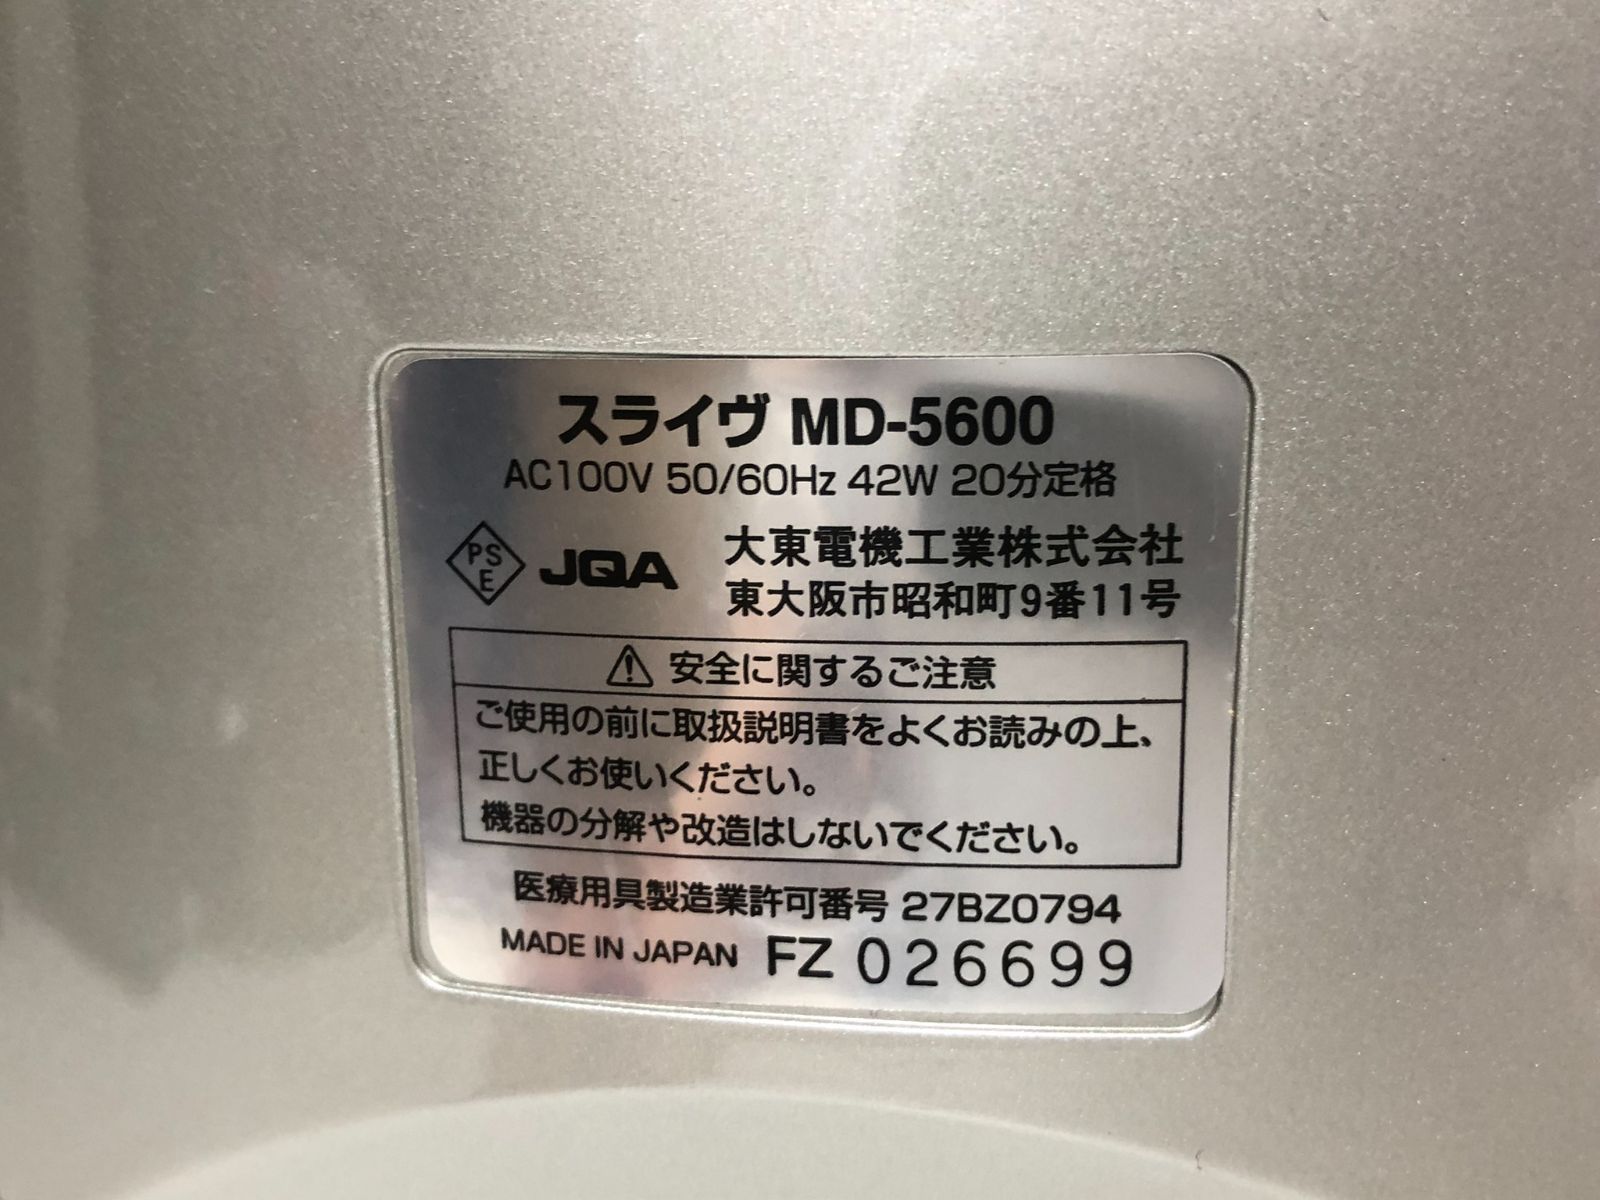 スライヴ MD-5600
AC100V 50/60Hz 42W 20分定格
PS
E
JQA
大東電機工業株式会社
東大阪市昭和町9番11号
安全に関するご注意
ご使用の前に取扱説明書をよくお読みの上、
正しくお使いください。
機器の分解や改造はしないでください。
医療用具製造業許可番号 27BZ0794
MADE IN JAPAN FZ 026699